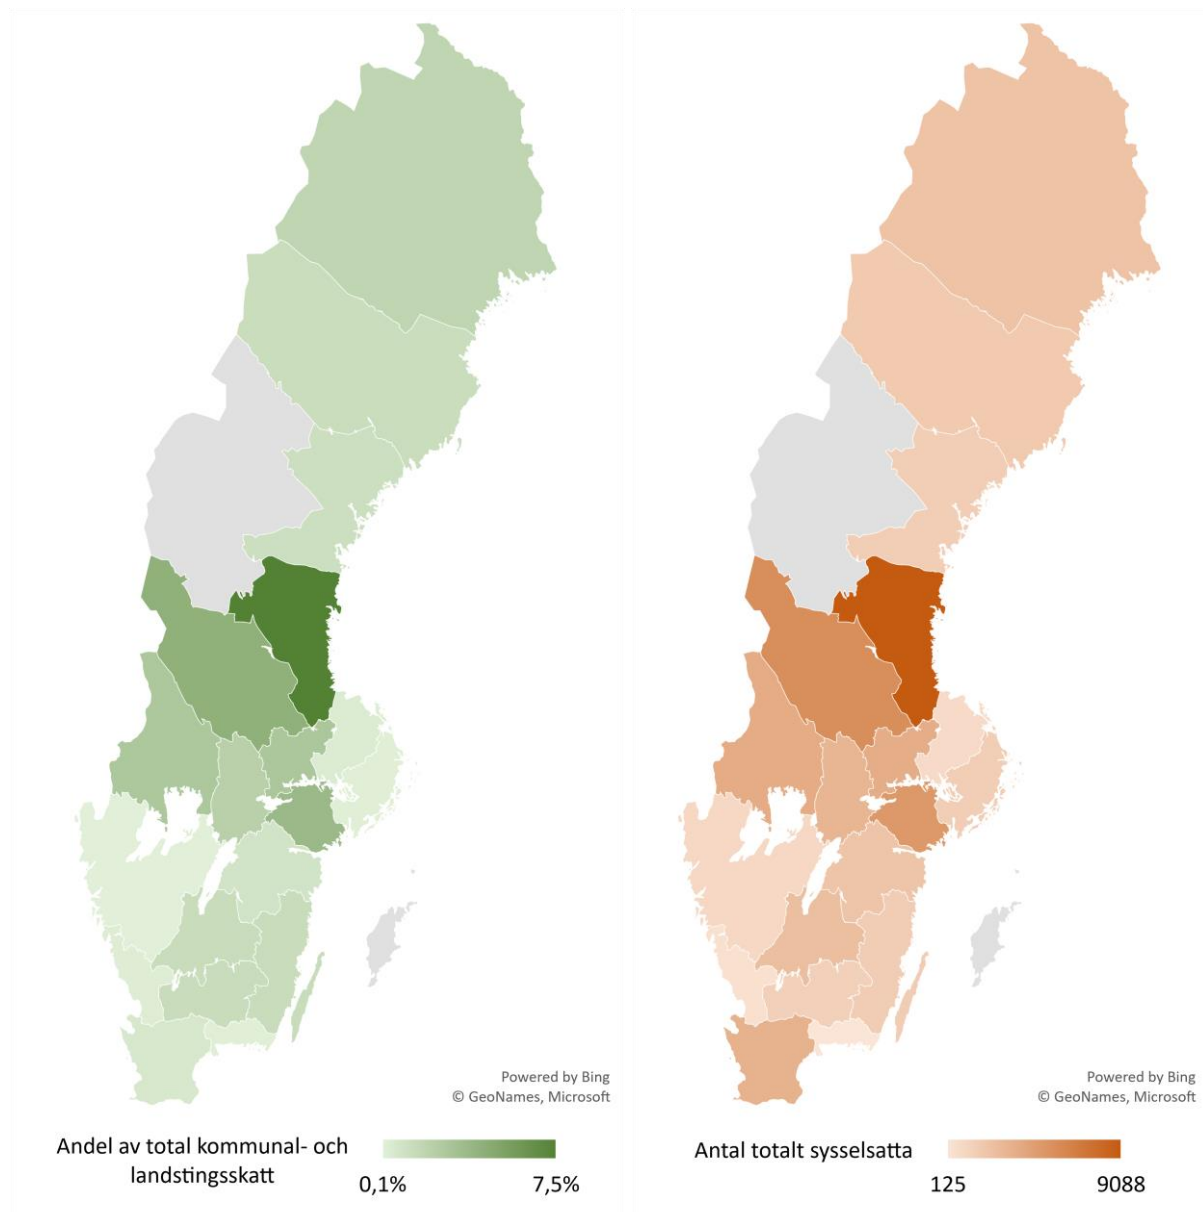 Powered by Bing
© GeoNames, Microsoft
Andel av total kommunal- och
landstingsskatt
0,1%
7,5%
Powered by Bing
© GeoNames, Microsoft
Antal totalt sysselsatta
125
9088